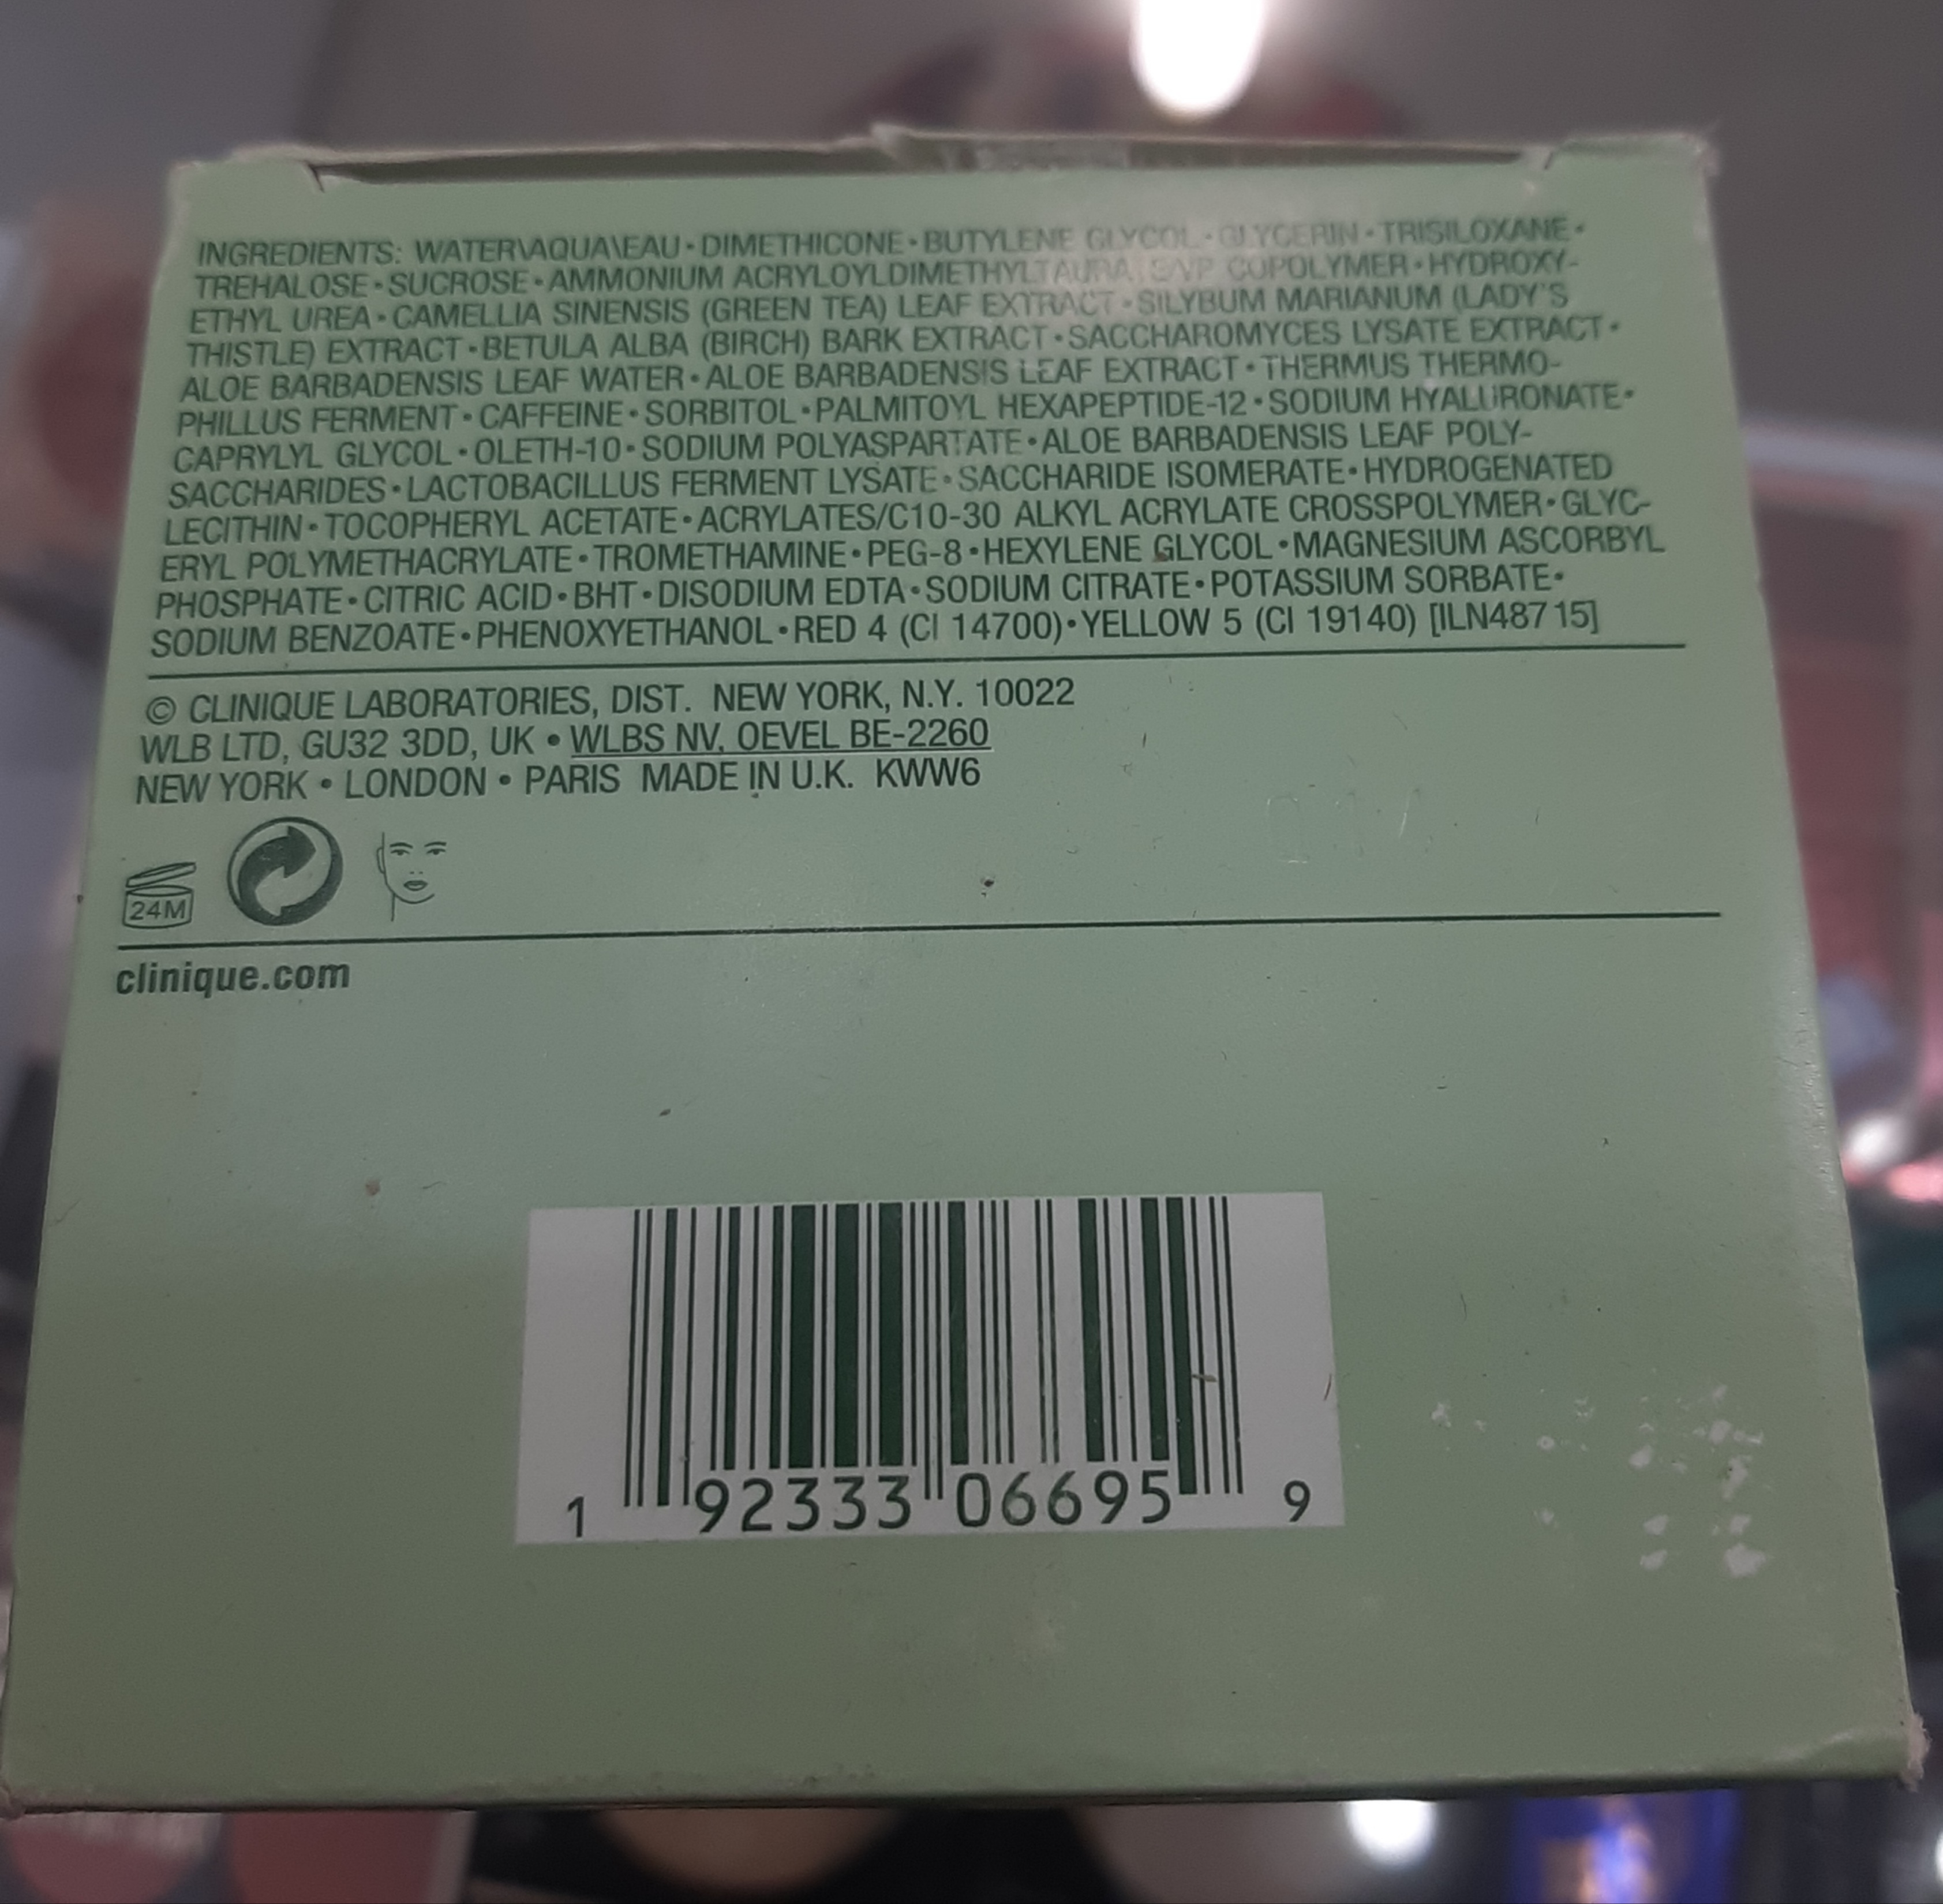 INGREDIENTS: WATER\AQUA\EAU • DIMETHICONE • BUTYLENE GLYCOL • GLYCERIN • TRISILOXANE •
TREHALOSE • SUCROSE • AMMONIUM ACRYLOYLDIMETHYLTAURATE/VP COPOLYMER • HYDROXY-
ETHYL UREA • CAMELLIA SINENSIS (GREEN TEA) LEAF EXTRACT • SILYBUM MARIANUM (LADY'S
THISTLE) EXTRACT • BETULA ALBA (BIRCH) BARK EXTRACT • SACCHAROMYCES LYSATE EXTRACT •
ALOE BARBADENSIS LEAF WATER • ALOE BARBADENSIS LEAF EXTRACT • THERMUS THERMO-
PHILLUS FERMENT • CAFFEINE • SORBITOL • PALMITOYL HEXAPEPTIDE-12 • SODIUM HYALURONATE •
CAPRYLYL GLYCOL • OLETH-10 • SODIUM POLYASPARTATE • ALOE BARBADENSIS LEAF POLY-
SACCHARIDES • LACTOBACILLUS FERMENT LYSATE • SACCHARIDE ISOMERATE • HYDROGENATED
LECITHIN • TOCOPHERYL ACETATE • ACRYLATES/C10-30 ALKYL ACRYLATE CROSSPOLYMER • GLYC-
ERYL POLYMETHACRYLATE • TROMETHAMINE • PEG-8 • HEXYLENE GLYCOL • MAGNESIUM ASCORBYL
PHOSPHATE • CITRIC ACID • BHT • DISODIUM EDTA • SODIUM CITRATE • POTASSIUM SORBATE •
SODIUM BENZOATE • PHENOXYETHANOL • RED 4 (CI 14700) • YELLOW 5 (CI 19140) [ILN48715]
© CLINIQUE LABORATORIES, DIST. NEW YORK, N.Y. 10022
WLB LTD, GU32 3DD, UK • WLBS NV, OEVEL BE-2260
NEW YORK • LONDON • PARIS MADE IN U.K. KWW6
24M
clinique.com
1 92333 06695 9